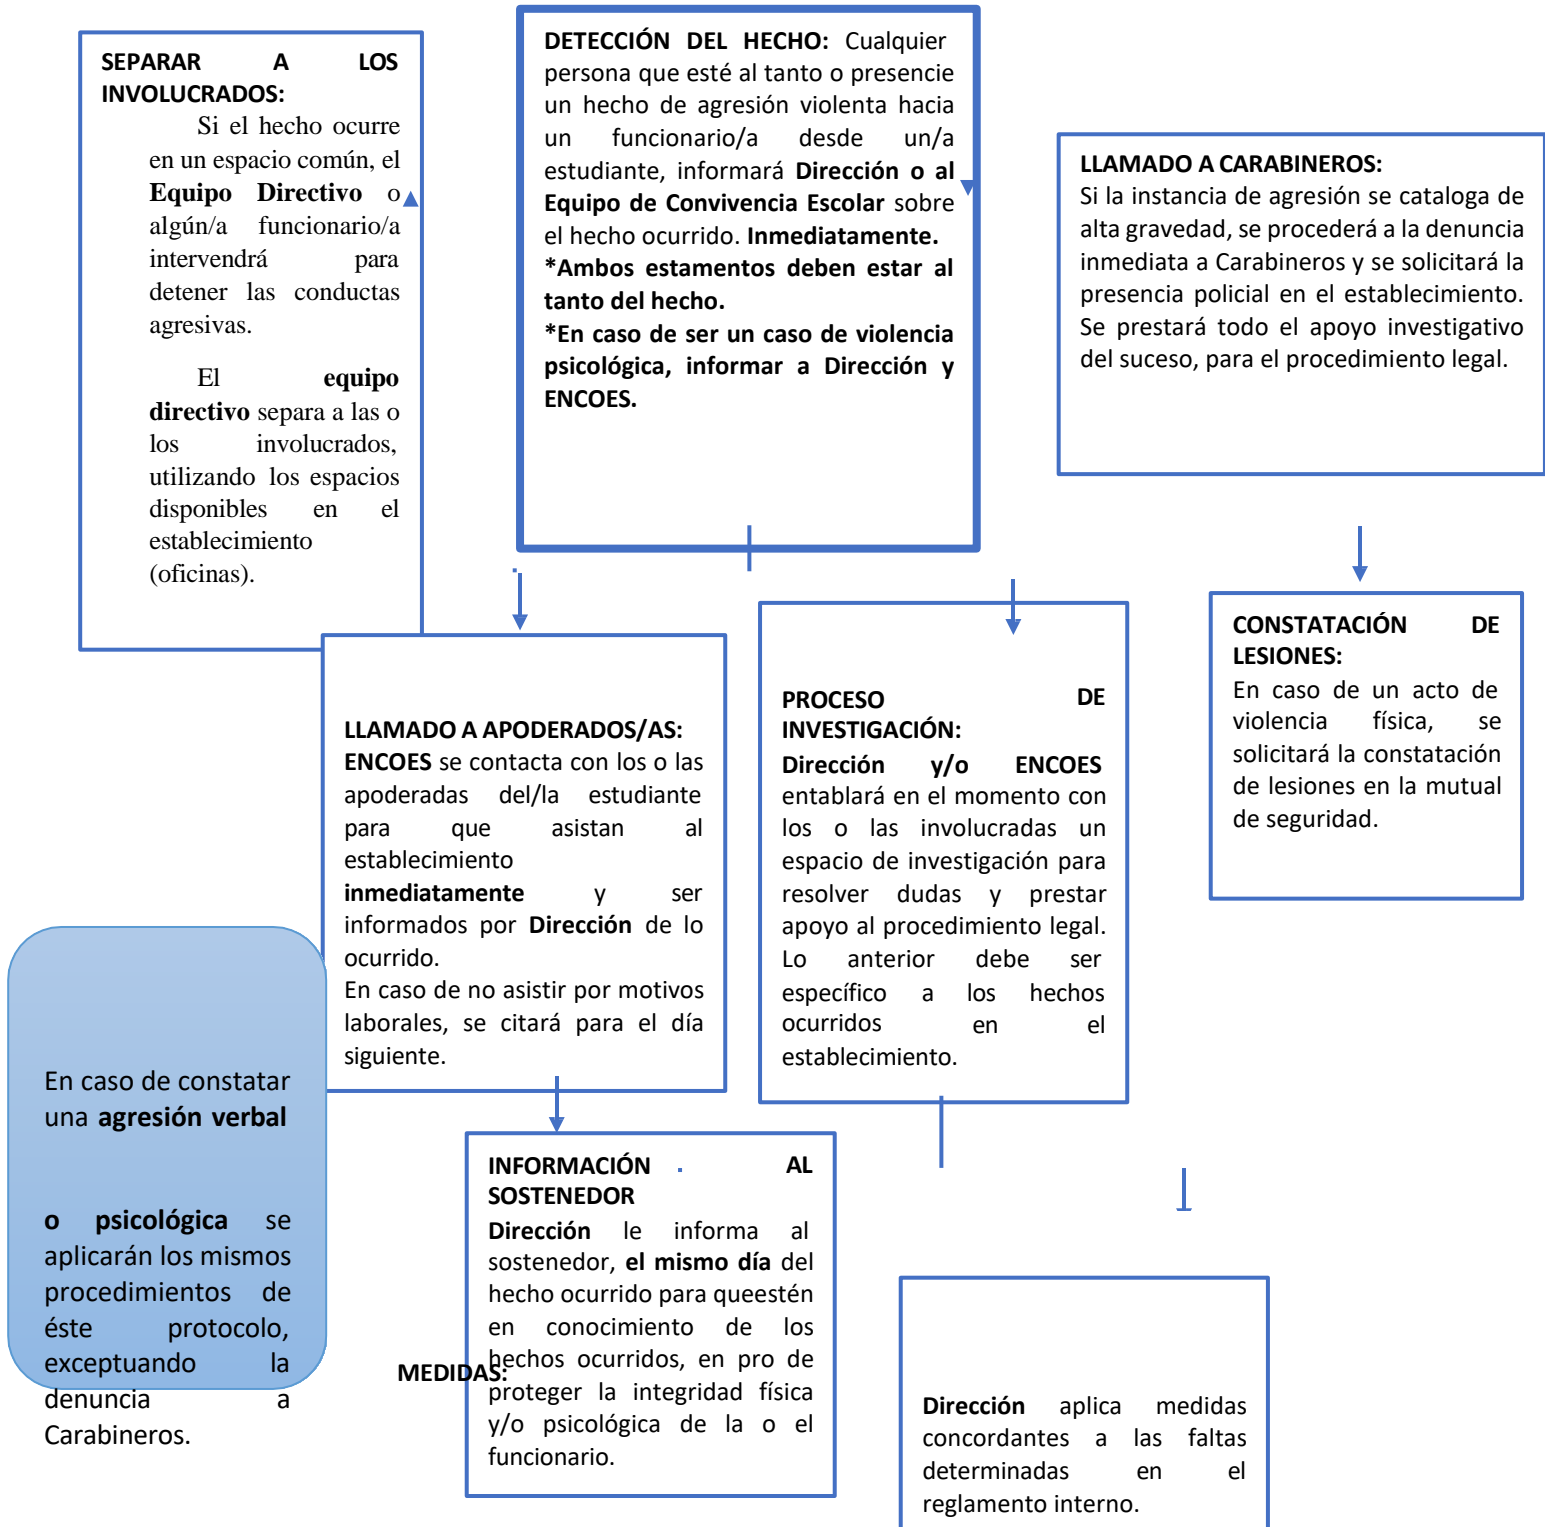 SEPARAR A LOS
INVOLUCRADOS:
Si el hecho ocurre
en un espacio común, el
Equipo Directivo o
algún/a funcionario/a
intervendrá para
detener las conductas
agresivas.
El equipo
directivo separa a las o
los involucrados,
utilizando los espacios
disponibles en el
establecimiento
(oficinas).
DETECCIÓN DEL HECHO: Cualquier
persona que esté al tanto o presencie
un hecho de agresión violenta hacia
un funcionario/a desde un/a
estudiante, informará Dirección o al
Equipo de Convivencia Escolar sobre
el hecho ocurrido. Inmediatamente.
*Ambos estamentos deben estar al
tanto del hecho.
*En caso de ser un caso de violencia
psicológica, informar a Dirección y
ENCOES.
LLAMADO A CARABINEROS:
Si la instancia de agresión se cataloga de
alta gravedad, se procederá a la denuncia
inmediata a Carabineros y se solicitará la
presencia policial en el establecimiento.
Se prestará todo el apoyo investigativo
del suceso, para el procedimiento legal.
LLAMADO A APODERADOS/AS:
ENCOES se contacta con los o las
apoderadas del/la estudiante
para que asistan al
establecimiento
inmediatamente y ser
informados por Dirección de lo
ocurrido.
En caso de no asistir por motivos
laborales, se citará para el día
siguiente.
PROCESO DE
INVESTIGACIÓN:
Dirección y/o ENCOES
entablará en el momento con
los o las involucradas un
espacio de investigación para
resolver dudas y prestar
apoyo al procedimiento legal.
Lo anterior debe ser
específico a los hechos
ocurridos en el
establecimiento.
CONSTATACIÓN DE
LESIONES:
En caso de un acto de
violencia física, se
solicitará la constatación
de lesiones en la mutual
de seguridad.
En caso de constatar
una agresión verbal
o psicológica se
aplicarán los mismos
procedimientos de
éste protocolo,
exceptuando la
denuncia a
Carabineros.
INFORMACIÓN AL
SOSTENEDOR
Dirección le informa al
sostenedor, el mismo día del
hecho ocurrido para queestén
en conocimiento de los
hechos ocurridos, en pro de
proteger la integridad física
y/o psicológica de la o el
funcionario.
MEDIDAS:
Dirección aplica medidas
concordantes a las faltas
determinadas en el
reglamento interno.